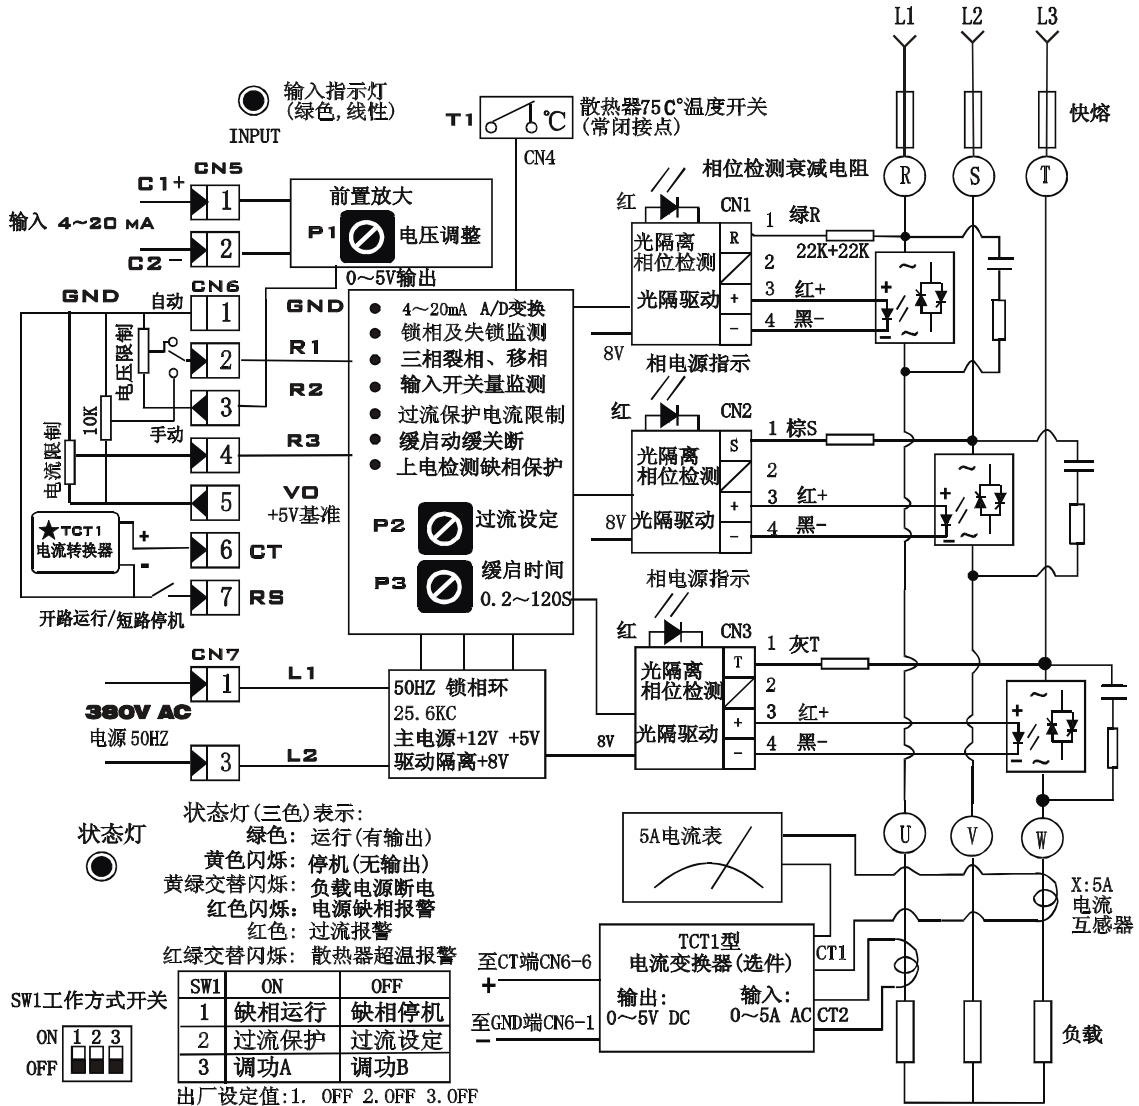 L1 L2 L3
快熔
R S T
输入指示灯
(绿色,线性)
INPUT
T1
℃
散热器75C°温度开关
(常闭接点)
CN4
CN5
C1+
输入 4～20 MA
C2-
1
2
前置放大
P1
电压调整
0～5V输出
相位检测衰减电阻
红
CN1
光隔离
相位检测
光隔驱动
R
+
-
1 绿R
22K+22K
2
3 红+
4 黑-
8V
～
+
-
～
GND
自动
CN6
1
2
3
4
5
6
7
电压限制
10K
手动
电流限制
GND
R1
R2
R3
VO
+5V基准
CT
RS
★TCT1
电流转换器
+
-
开路运行/短路停机
● 4～20mA A/D变换
● 锁相及失锁监测
● 三相裂相、移相
● 输入开关量监测
● 过流保护电流限制
● 缓启动缓关断
● 上电检测缺相保护
P2
过流设定
P3
缓启时间
0.2～120S
相电源指示
红
CN2
光隔离
相位检测
光隔驱动
S
+
-
1 棕S
2
3 红+
4 黑-
8V
～
+
-
～
相电源指示
红
CN3
光隔离
相位检测
光隔驱动
T
+
-
1 灰T
2
3 红+
4 黑-
8V
～
+
-
～
CN7
1
3
L1
380V AC
电源50HZ
L2
50HZ 锁相环
25.6KC
主电源+12V +5V
驱动隔离+8V
U V W
状态灯
状态灯(三色)表示:
绿色: 运行(有输出)
黄色闪烁: 停机(无输出)
黄绿交替闪烁: 负载电源断电
红色闪烁: 电源缺相报警
红色: 过流报警
红绿交替闪烁: 散热器超温报警
5A电流表
X:5A
电流
互感器
TCT1型
电流变换器(选件)
输出:
0～5V DC
输入:
0～5A AC
CT1
CT2
至CT端CN6-6
+
至GND端CN6-1
-
负载
SW1工作方式开关
ON 1 2 3
OFF
SW1 ON OFF
1 缺相运行 缺相停机
2 过流保护 过流设定
3 调功A 调功B
出厂设定值:1. OFF 2.OFF 3.OFF